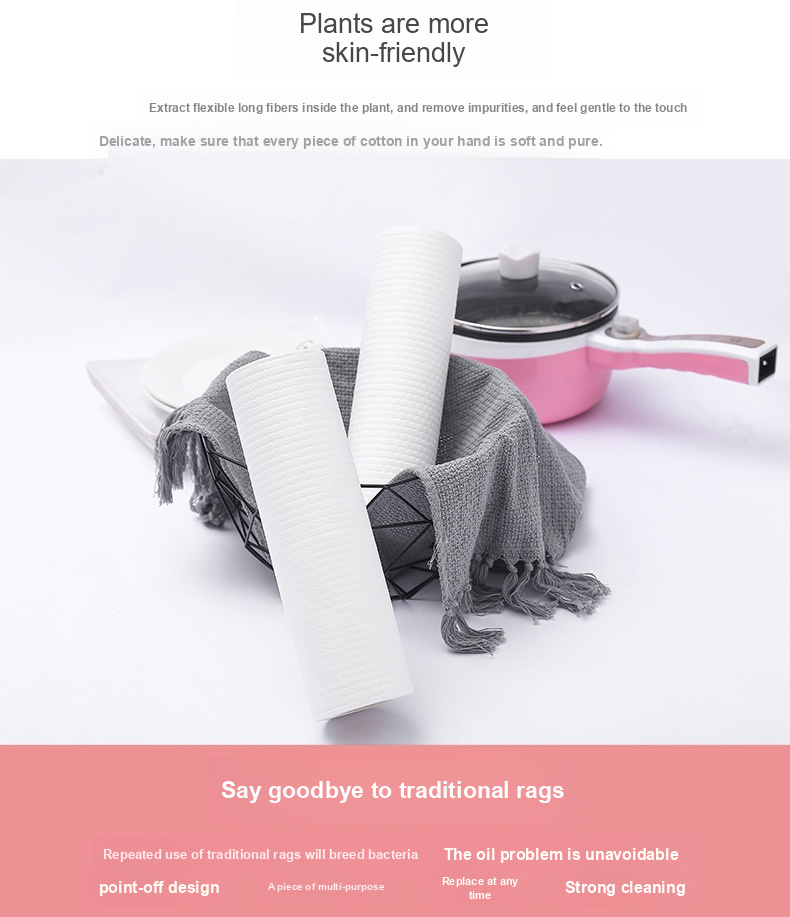 Plants are more
skin-friendly
Extract flexible long fibers inside the plant, and remove impurities, and feel gentle to the touch
Delicate, make sure that every piece of cotton in your hand is soft and pure.
Say goodbye to traditional rags
Repeated use of traditional rags will breed bacteria
The oil problem is unavoidable
point-off design
A piece of multi-purpose
Replace at any
time
Strong cleaning